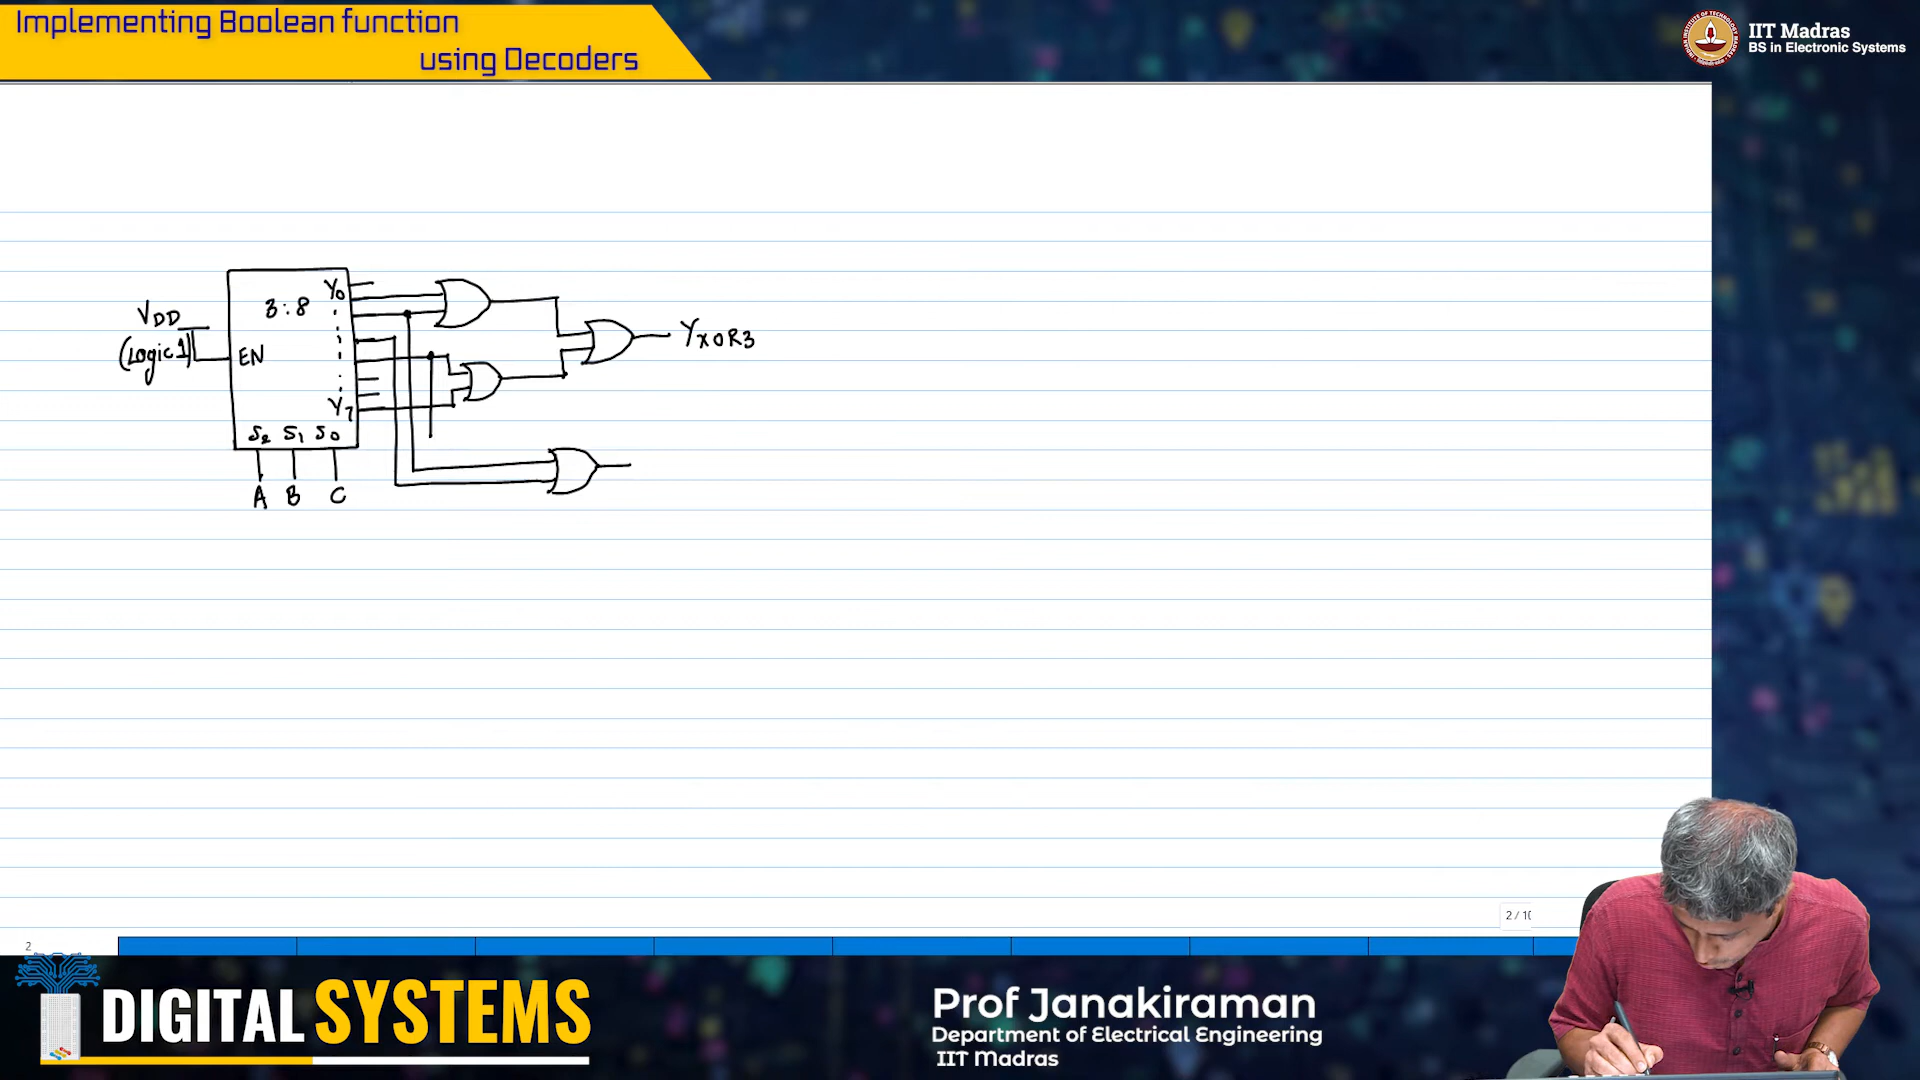 Implementing Boolean function
using Decoders
IIT Madras
BS in Electronic Systems
VDD
(Logic 1)
EN
3:8
Y0
Y7
S2 S1 S0
A B C
YXOR3
2 / 10
2
DIGITAL SYSTEMS
Prof Janakiraman
Department of Electrical Engineering
IIT Madras